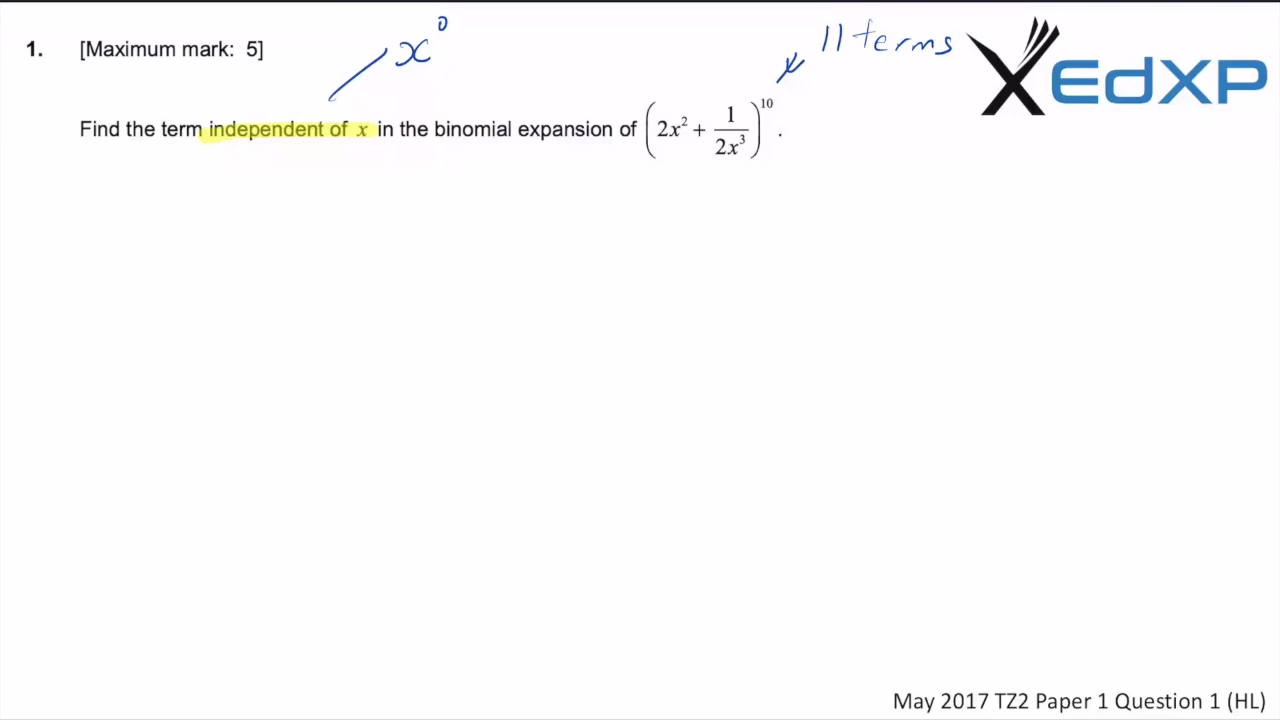 1. [Maximum mark: 5]
x⁰
11 terms
XEdXP
Find the term independent of x in the binomial expansion of (2x² + 1/(2x³))¹⁰.
May 2017 TZ2 Paper 1 Question 1 (HL)